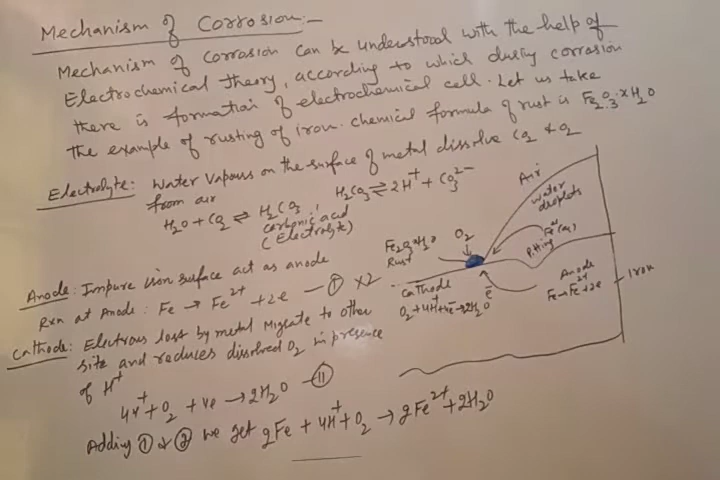 Mechanism of Corrosion:-
Mechanism of corrosion can be understood with the help of
Electrochemical theory, according to which during corrosion
there is formation of electrochemical cell. Let us take
the example of rusting of iron. chemical formula of rust is Fe2O3.xH2O
Electrolyte: Water vapours on the surface of metal dissolve CO2 & O2
from air
H2O + CO2 ⇌ H2CO3
carbonic acid
(Electrolyte)
H2CO3 ⇌ 2H+ + CO3^2-
Air
Water droplets
Fe2O3xH2O
Rust
O2
Fe2+(aq)
Pitting
Cathode
O2+4H++4e-→2H2O
e-
Anode
Fe→Fe2++2e
Iron
Anode: Impure iron surface act as anode
Rxn at Anode: Fe → Fe2+ + 2e — ① × 2
Cathode: Electrons lost by metal Migrate to other
site and reduces dissolved O2 in presence
of H+
4H+ + O2 + 4e → 2H2O — Ⅱ
Adding ① & ② we get 2Fe + 4H+ + O2 → 2Fe2+ + 2H2O